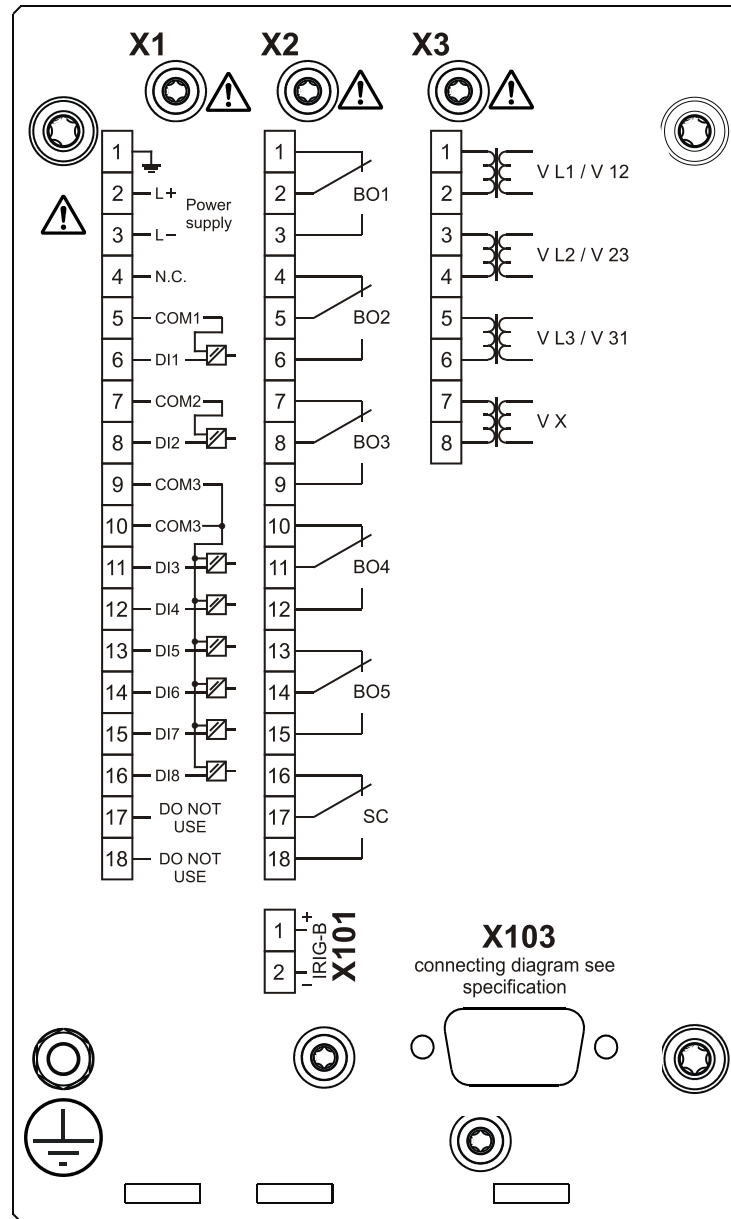 X1
1
2 L+
Power
supply
3 L−
4 N.C.
5 COM1
6 DI1
7 COM2
8 DI2
9 COM3
10 COM3
11 DI3
12 DI4
13 DI5
14 DI6
15 DI7
16 DI8
17 DO NOT
USE
18 DO NOT
USE
X2
1
2 BO1
3
4
5 BO2
6
7
8 BO3
9
10
11 BO4
12
13
14 BO5
15
16
17 SC
18
X3
1
V L1 / V 12
2
3
V L2 / V 23
4
5
V L3 / V 31
6
7
V X
8
1 +
2 −
IRIG-B
X101
X103
connecting diagram see
specification